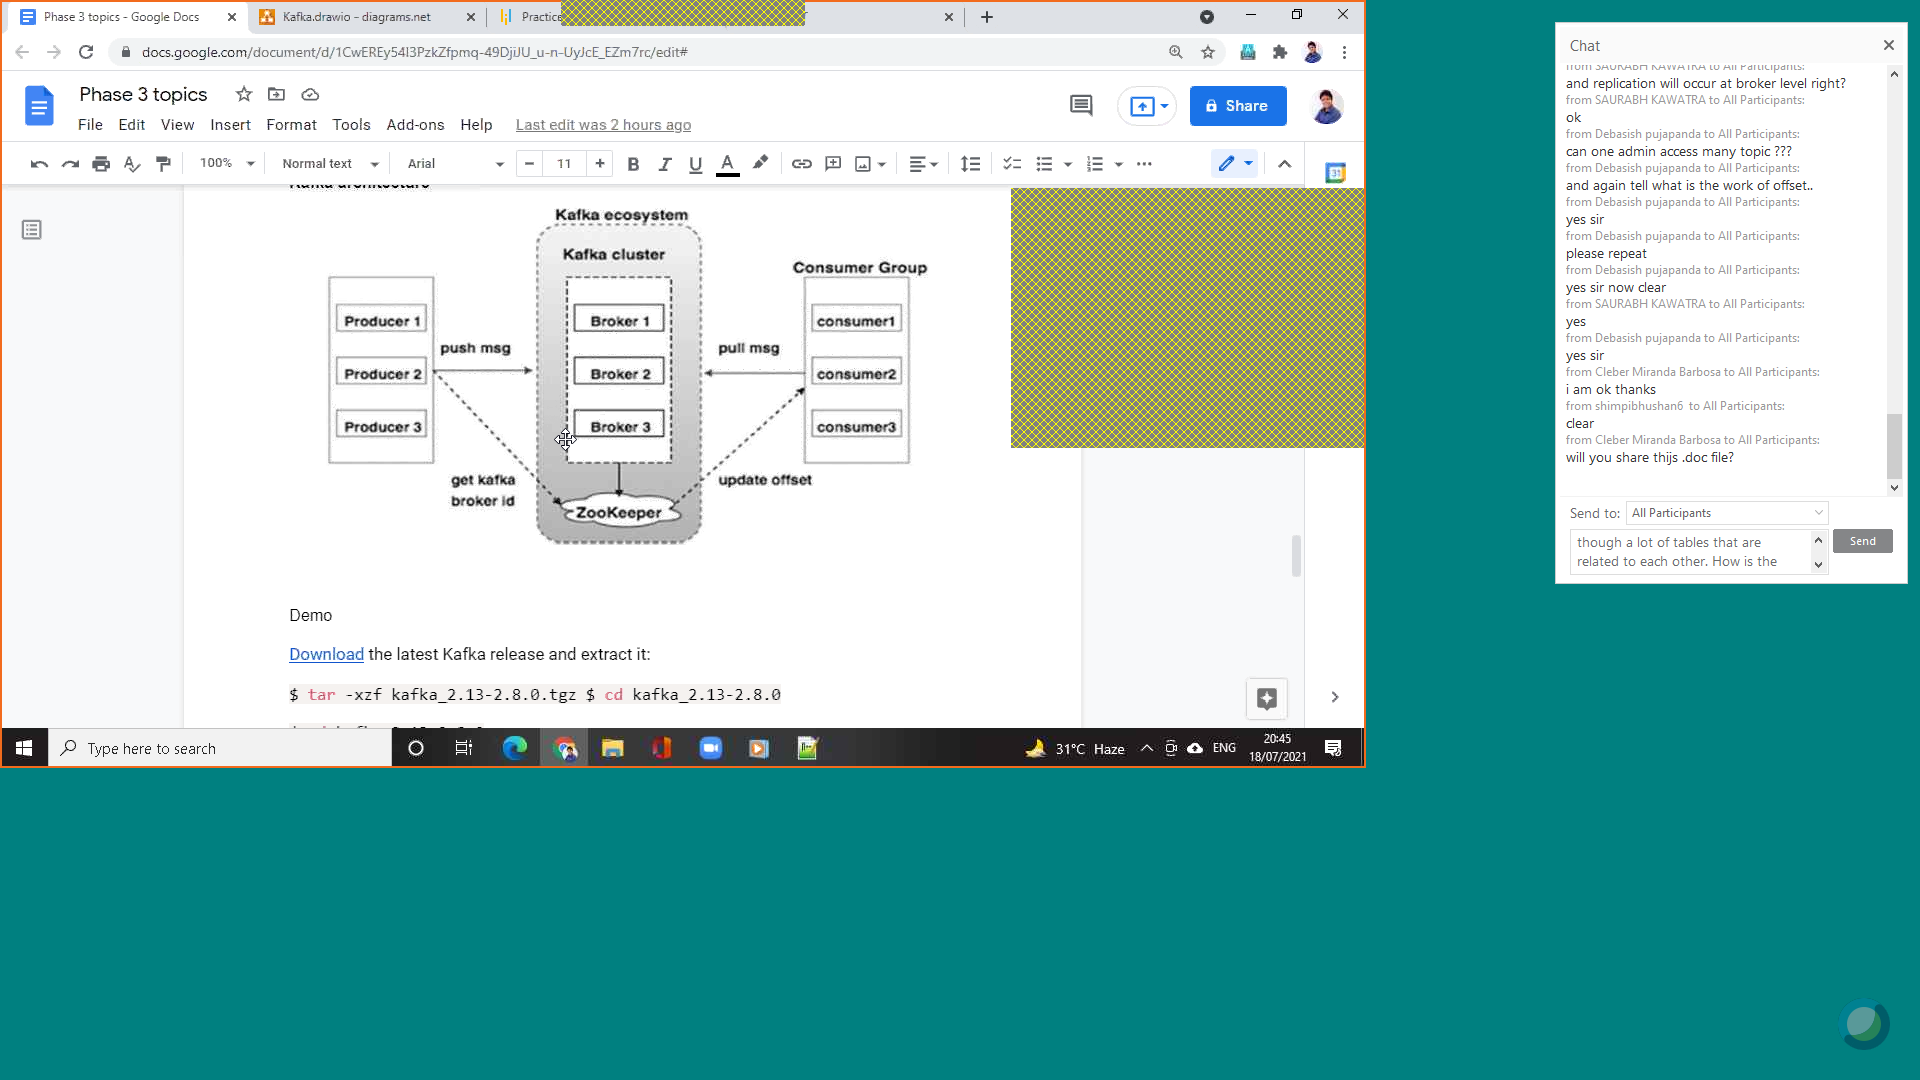 Phase 3 topics - Google Docs
Kafka.drawio - diagrams.net
Practice
docs.google.com/document/d/1CwEREy54I3PzkZfpmq-49DjiJU_u-n-UyJcE_EZm7rc/edit#
Phase 3 topics
File Edit View Insert Format Tools Add-ons Help Last edit was 2 hours ago
Share
100% Normal text Arial 11 B I U A
31
Kafka architecture
Kafka ecosystem
Kafka cluster
Consumer Group
Producer 1 Broker 1 consumer1
push msg pull msg
Producer 2 Broker 2 consumer2
Producer 3 Broker 3 consumer3
get kafka
broker id
update offset
ZooKeeper
Demo
Download the latest Kafka release and extract it:
$ tar -xzf kafka_2.13-2.8.0.tgz $ cd kafka_2.13-2.8.0
Type here to search
31°C Haze
ENG
20:45
18/07/2021
Chat
from SAURABH KAWATRA to All Participants:
and replication will occur at broker level right?
from SAURABH KAWATRA to All Participants:
ok
from Debasish pujapanda to All Participants:
can one admin access many topic ???
from Debasish pujapanda to All Participants:
and again tell what is the work of offset..
from Debasish pujapanda to All Participants:
yes sir
from Debasish pujapanda to All Participants:
please repeat
from Debasish pujapanda to All Participants:
yes sir now clear
from SAURABH KAWATRA to All Participants:
yes
from Debasish pujapanda to All Participants:
yes sir
from Cleber Miranda Barbosa to All Participants:
i am ok thanks
from shimpibhushan6 to All Participants:
clear
from Cleber Miranda Barbosa to All Participants:
will you share thijs .doc file?
Send to: All Participants
though a lot of tables that are
related to each other. How is the
Send